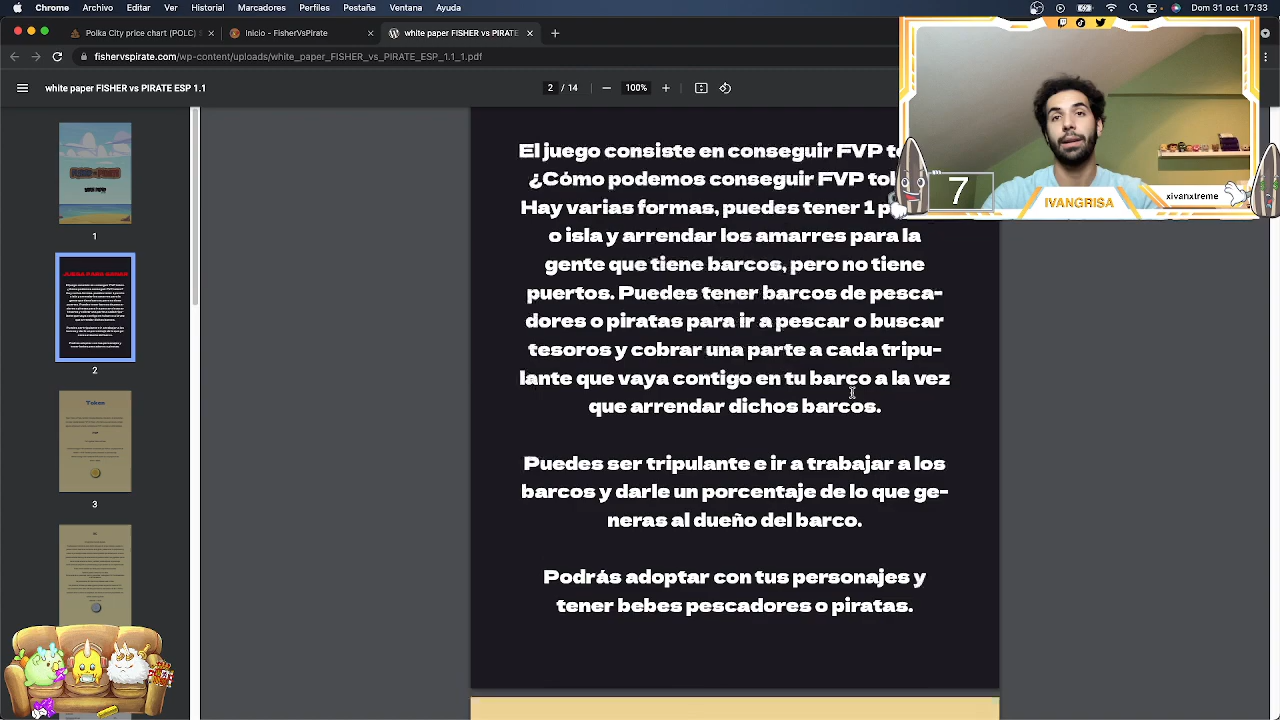 Chrome Archivo Editar Ver Historial Marcadores Perfiles Pestaña Ventana Ayuda
Dom 31 oct 17:33
Polka City price today (POLC) $
Inicio - Fishe
fishervspirate.com/wp-content/uploads/white_paper_FISHER_vs_PIRATE_ESP_1.1_1.pdf
white paper FISHER vs PIRATE ESP 1.1
2 / 14
100%
7
IVANGRISA
xivanxtreme
1
JUEGA PARA GANAR
2
Token
3
El juego consiste en conseguir FVP
¿Cómo podemos conseguir FVP
Hay varias formas, puedes tener 1
o isla y arrendar los amarres para la
gente que tiene barcos, pero no tiene
puertos. Puedes tener barcos de pesca-
dores o piratas para ir a pescar o buscar
tesoros y cobrar una parte a cada tripu-
lante que vaya contigo en tu barco a la vez
que arrendar dichos barcos.
Puedes ser tripulante e ir a trabajar a los
barcos y darle un porcentaje de lo que ge-
neras al dueño del barco.
Podrás adoptar con tus personajes y
tener bebes pescadores o piratas.